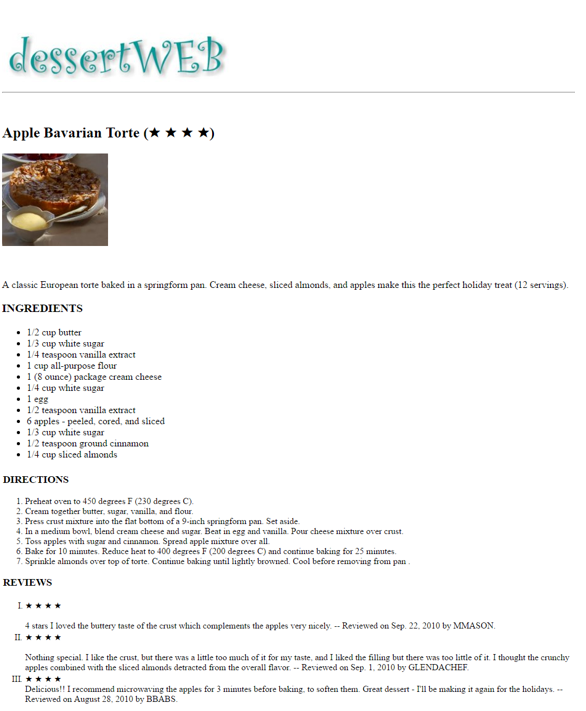 dessertWEB
Apple Bavarian Torte (★ ★ ★ ★)
A classic European torte baked in a springform pan. Cream cheese, sliced almonds, and apples make this the perfect holiday treat (12 servings).
INGREDIENTS
• 1/2 cup butter
• 1/3 cup white sugar
• 1/4 teaspoon vanilla extract
• 1 cup all-purpose flour
• 1 (8 ounce) package cream cheese
• 1/4 cup white sugar
• 1 egg
• 1/2 teaspoon vanilla extract
• 6 apples - peeled, cored, and sliced
• 1/3 cup white sugar
• 1/2 teaspoon ground cinnamon
• 1/4 cup sliced almonds
DIRECTIONS
1. Preheat oven to 450 degrees F (230 degrees C).
2. Cream together butter, sugar, vanilla, and flour.
3. Press crust mixture into the flat bottom of a 9-inch springform pan. Set aside.
4. In a medium bowl, blend cream cheese and sugar. Beat in egg and vanilla. Pour cheese mixture over crust.
5. Toss apples with sugar and cinnamon. Spread apple mixture over all.
6. Bake for 10 minutes. Reduce heat to 400 degrees F (200 degrees C) and continue baking for 25 minutes.
7. Sprinkle almonds over top of torte. Continue baking until lightly browned. Cool before removing from pan .
REVIEWS
I. ★ ★ ★ ★
4 stars I loved the buttery taste of the crust which complements the apples very nicely. -- Reviewed on Sep. 22, 2010 by MMASON.
II. ★ ★ ★ ★
Nothing special. I like the crust, but there was a little too much of it for my taste, and I liked the filling but there was too little of it. I thought the crunchy
apples combined with the sliced almonds detracted from the overall flavor. -- Reviewed on Sep. 1, 2010 by GLENDACHEF.
III. ★ ★ ★ ★
Delicious!! I recommend microwaving the apples for 3 minutes before baking, to soften them. Great dessert - I'll be making it again for the holidays. --
Reviewed on August 28, 2010 by BBABS.